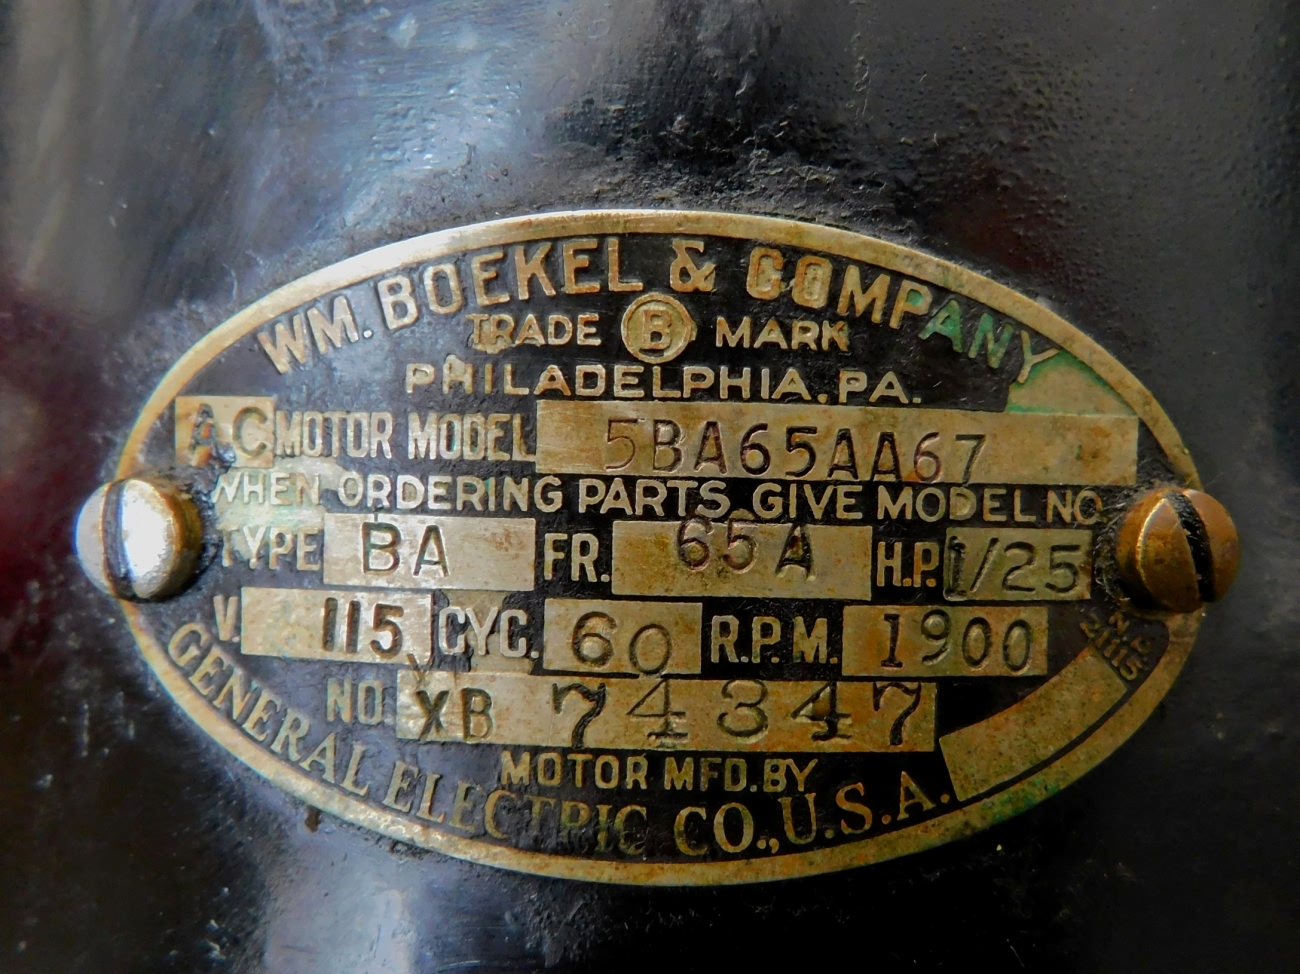 WM. BOEKEL & COMPANY
TRADE B MARK
PHILADELPHIA, PA.
AC MOTOR MODEL 5BA65AA67
WHEN ORDERING PARTS GIVE MODEL NO.
TYPE BA FR. 65A H.P. 1/25
V. 115 CYC. 60 R.P.M. 1900
NO XB 74347
MOTOR MFD. BY
GENERAL ELECTRIC CO., U.S.A.